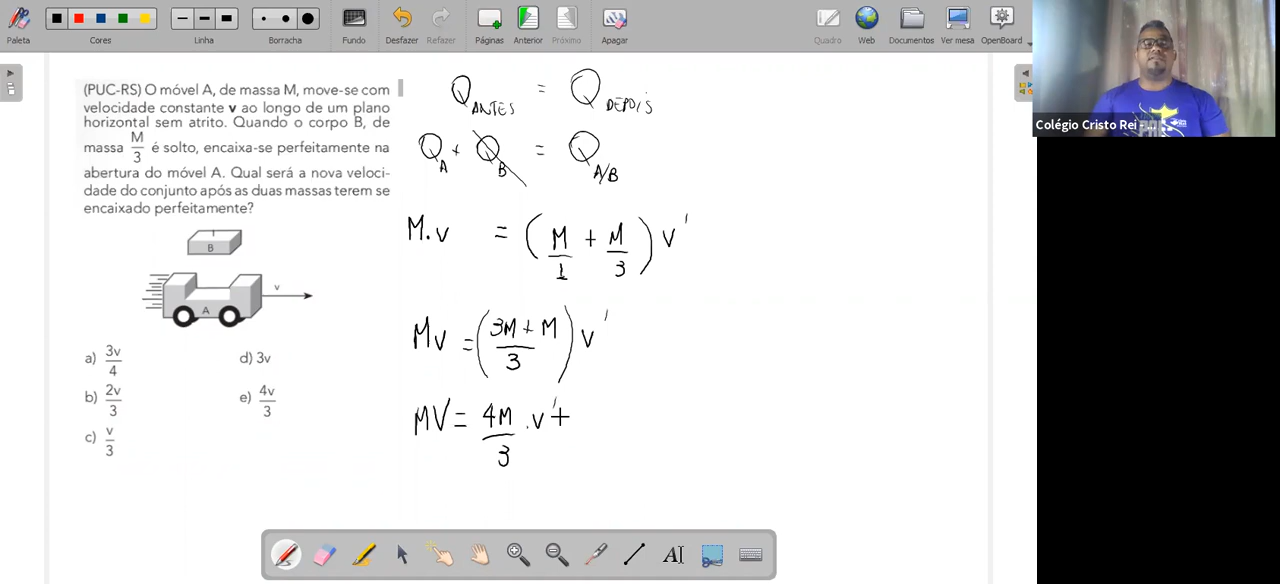 Paleta
Cores
Linha
Borracha
Fundo
Desfazer
Refazer
Páginas
Anterior
Próximo
Apagar
Quadro
Web
Documentos
Ver mesa
OpenBoard
Colégio Cristo Rei - ...
(PUC-RS) O móvel A, de massa M, move-se com
velocidade constante v ao longo de um plano
horizontal sem atrito. Quando o corpo B, de
massa M/3 é solto, encaixa-se perfeitamente na
abertura do móvel A. Qual será a nova veloci-
dade do conjunto após as duas massas terem se
encaixado perfeitamente?
B
A
v
a) 3v/4
d) 3v
b) 2v/3
e) 4v/3
c) v/3
Q ANTES = Q DEPOIS
Q A + Q B = Q A/B
M.v = (M/1 + M/3) v'
Mv = (3M + M/3) v'
MV = 4M/3 . v' +
A